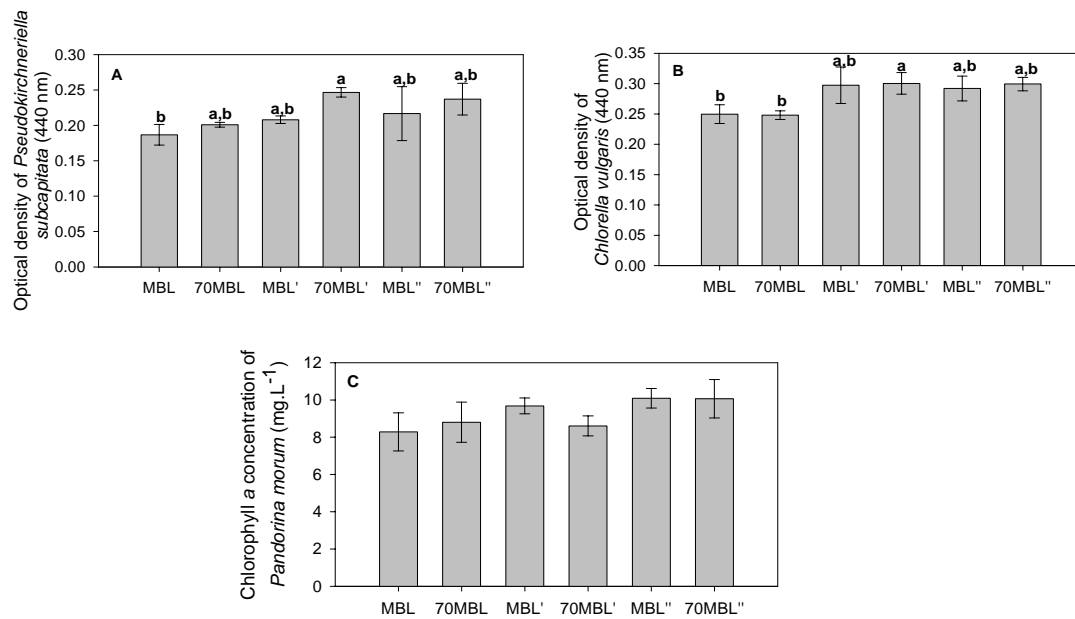 Optical density of Pseudokirchneriella
subcapitata (440 nm)
0.30
0.25
0.20
0.15
0.10
0.05
0.00
A
b
a,b
a,b
a
a,b
a,b
MBL 70MBL MBL' 70MBL' MBL" 70MBL"
Optical density of
Chlorella vulgaris (440 nm)
0.35
0.30
0.25
0.20
0.15
0.10
0.05
0.00
B
b
b
a,b
a
a,b
a,b
MBL 70MBL MBL' 70MBL' MBL" 70MBL"
Chlorophyll a concentration of
Pandorina morum (mg.L⁻¹)
12
10
8
6
4
2
0
C
MBL 70MBL MBL' 70MBL' MBL" 70MBL"